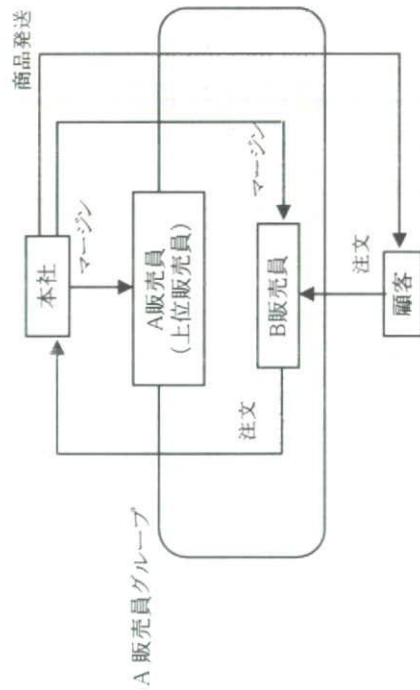 商品発送
本社
マージン
A販売員
(上位販売員)
マージン
B販売員
注文
注文
顧客
A 販売員グループ